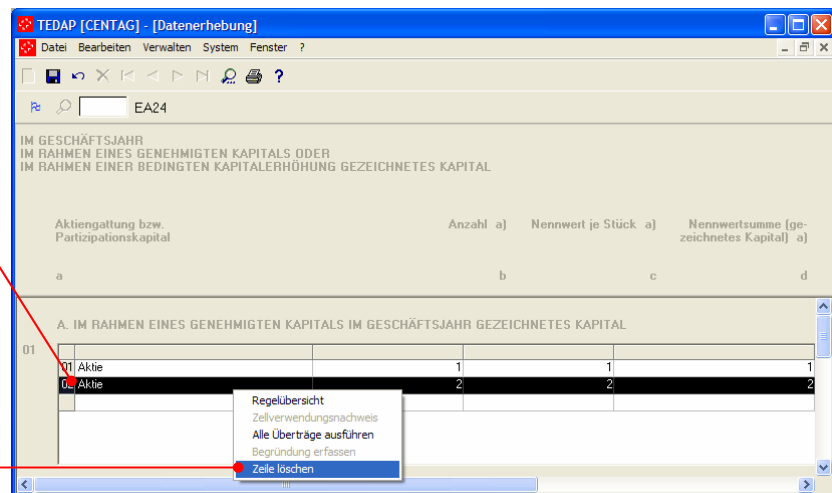 TEDAP [CENTAG] - [Datenerhebung]
Datei Bearbeiten Verwalten System Fenster ?
?
EA24
IM GESCHÄFTSJAHR
IM RAHMEN EINES GENEHMIGTEN KAPITALS ODER
IM RAHMEN EINER BEDINGTEN KAPITALERHÖHUNG GEZEICHNETES KAPITAL
Aktiengattung bzw. Anzahl a) Nennwert je Stück a) Nennwertsumme (ge-
Partizipationskapital zeichnetes Kapital) a)
a b c d
A. IM RAHMEN EINES GENEHMIGTEN KAPITALS IM GESCHÄFTSJAHR GEZEICHNETES KAPITAL
01
01 Aktie 1 1 1
02 Aktie 2 2 2
Regelübersicht
Zellverwendungsnachweis
Alle Überträge ausführen
Begründung erfassen
Zeile löschen